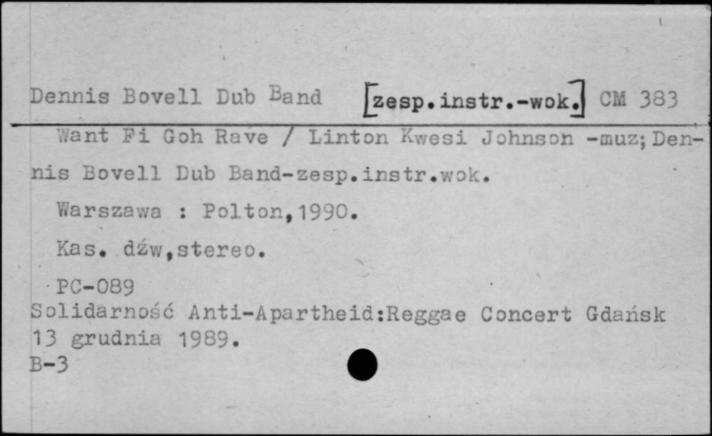 Dennis Bovell Dub Band [zesp.instr.-wok.] CM 383
Want Fi Goh Rave / Linton Kwesi Johnson -muz; Den-
nis Bovell Dub Band-zesp.instr.wok.
Warszawa : Polton,1990.
Kas. dźw,stereo.
PC-089
Solidarność Anti-Apartheid:Reggae Concert Gdańsk
13 grudnia 1989.
B-3